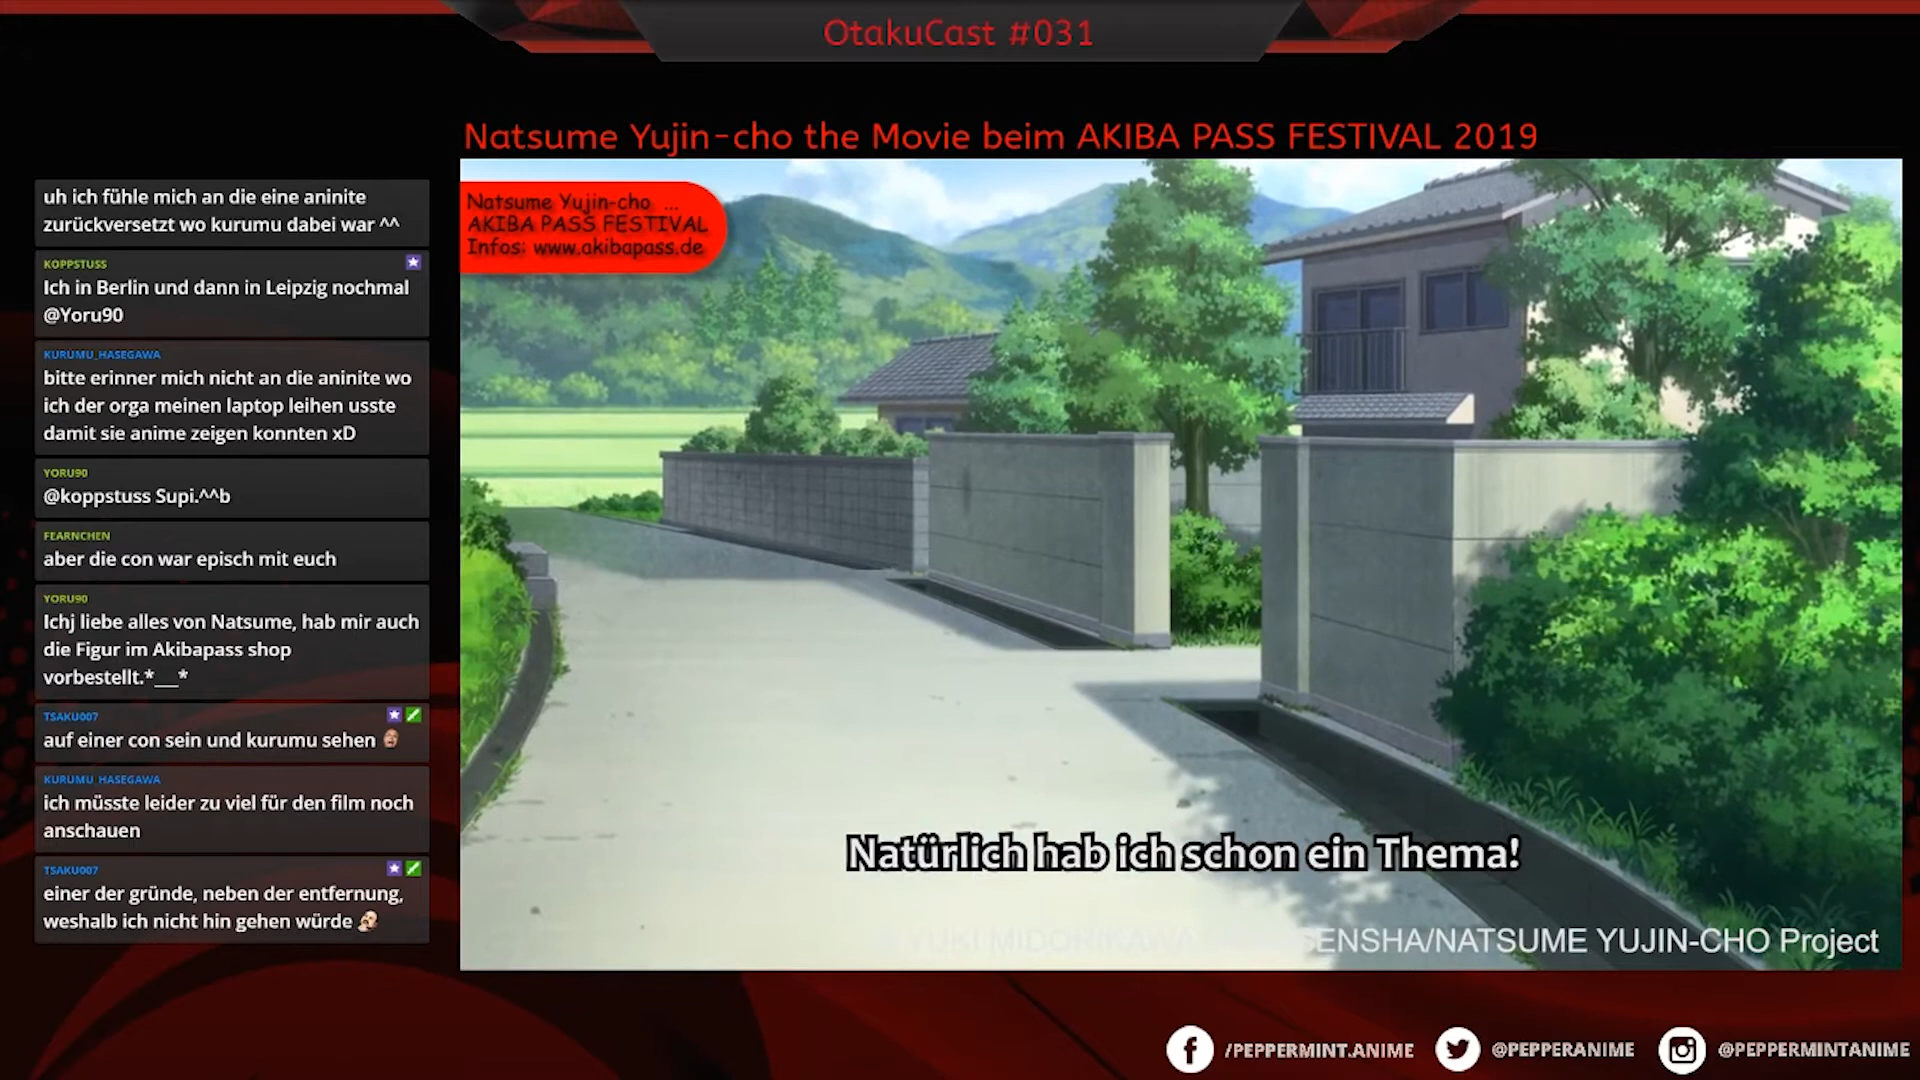 OtakuCast #031
Natsume Yujin-cho the Movie beim AKIBA PASS FESTIVAL 2019
uh ich fühle mich an die eine aninite
zurückversetzt wo kurumu dabei war ^^
KOPPSTUSS
Ich in Berlin und dann in Leipzig nochmal
@Yoru90
KURUMU_HASEGAWA
bitte erinner mich nicht an die aninite wo
ich der orga meinen laptop leihen usste
damit sie anime zeigen konnten xD
YORU90
@koppstuss Supi.^^b
FEARNCHEN
aber die con war episch mit euch
YORU90
Ichj liebe alles von Natsume, hab mir auch
die Figur im Akibapass shop
vorbestellt.*___*
TSAKU007
auf einer con sein und kurumu sehen
KURUMU_HASEGAWA
ich müsste leider zu viel für den film noch
anschauen
TSAKU007
einer der gründe, neben der entfernung,
weshalb ich nicht hin gehen würde
Natsume Yujin-cho ...
AKIBA PASS FESTIVAL
Infos: www.akibapass.de
Natürlich hab ich schon ein Thema!
YUKI MIDORIKAWA SENSHA/NATSUME YUJIN-CHO Project
/PEPPERMINT.ANIME
@PEPPERANIME
@PEPPERMINTANIME